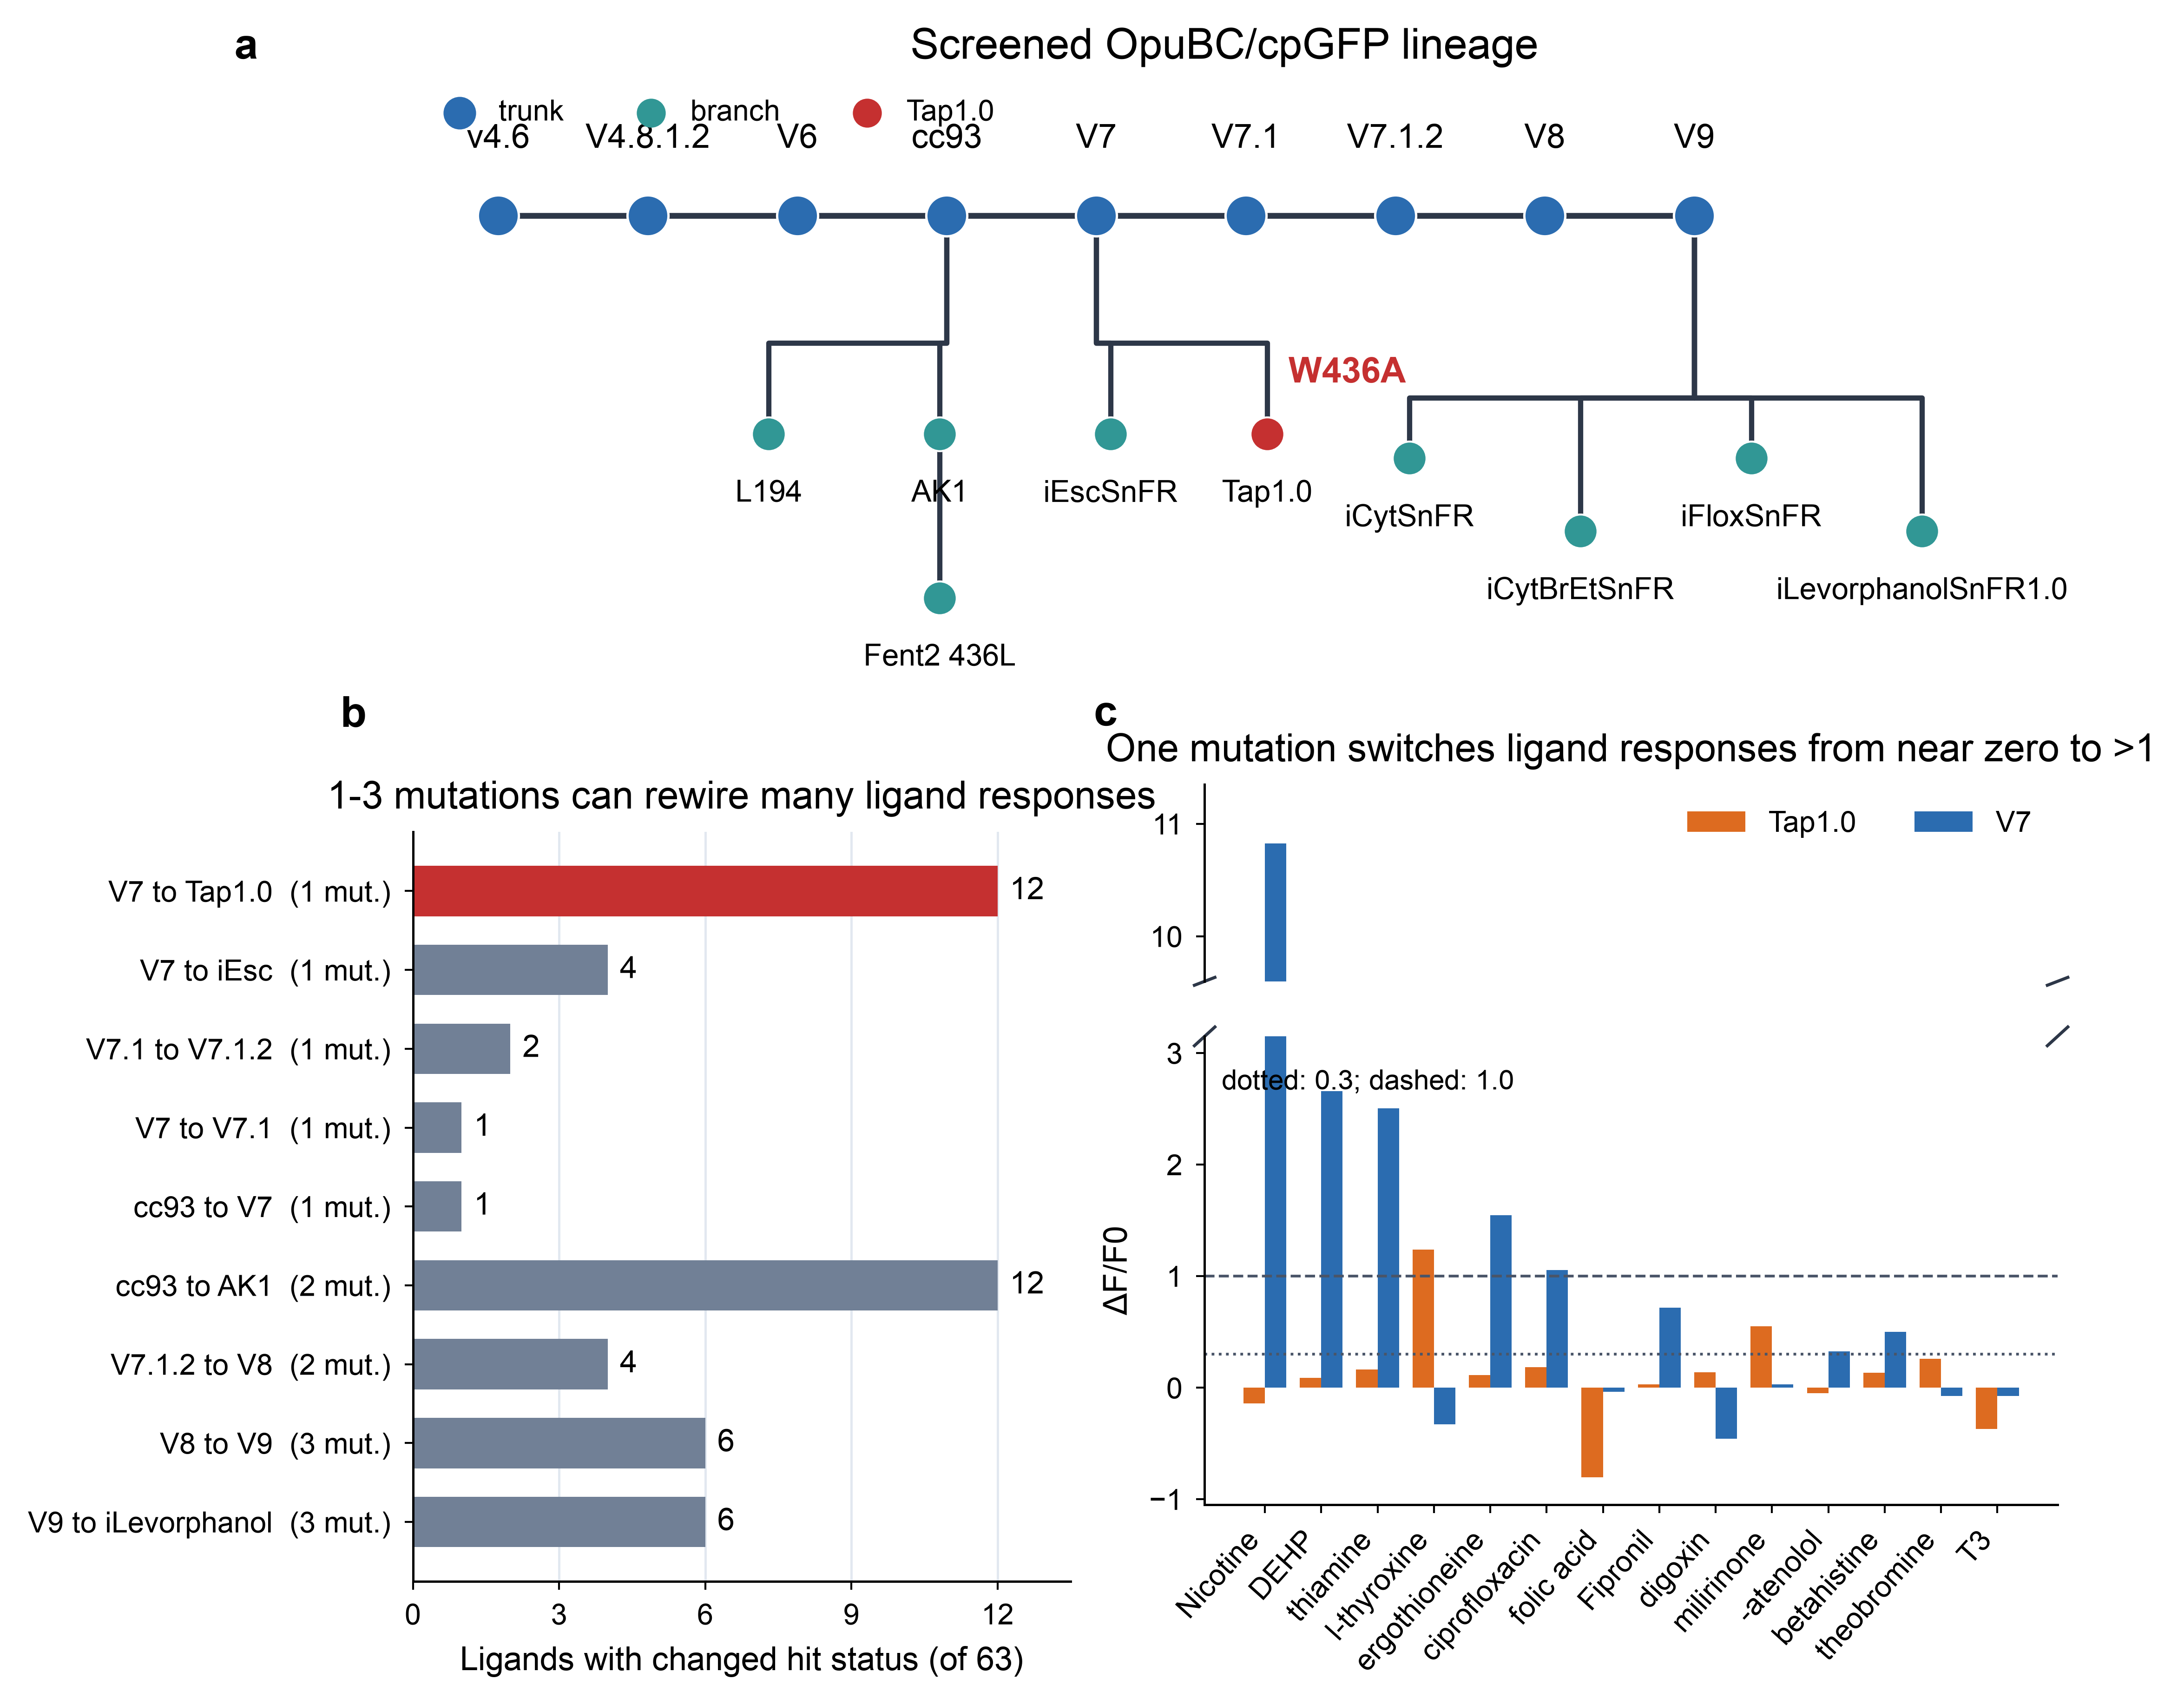 a
Screened OpuBC/cpGFP lineage
trunk
branch
Tap1.0
v4.6
V4.8.1.2
V6
cc93
V7
V7.1
V7.1.2
V8
V9
W436A
L194
AK1
iEscSnFR
Tap1.0
iCytSnFR
iFloxSnFR
iCytBrEtSnFR
iLevorphanolSnFR1.0
Fent2 436L
b
1-3 mutations can rewire many ligand responses
V7 to Tap1.0 (1 mut.)
12
V7 to iEsc (1 mut.)
4
V7.1 to V7.1.2 (1 mut.)
2
V7 to V7.1 (1 mut.)
1
cc93 to V7 (1 mut.)
1
cc93 to AK1 (2 mut.)
12
V7.1.2 to V8 (2 mut.)
4
V8 to V9 (3 mut.)
6
V9 to iLevorphanol (3 mut.)
6
0 3 6 9 12
Ligands with changed hit status (of 63)
c
One mutation switches ligand responses from near zero to >1
Tap1.0
V7
11
10
3
2
1
0
−1
dotted: 0.3; dashed: 1.0
ΔF/F0
Nicotine
DEHP
thiamine
l-thyroxine
ergothioneine
ciprofloxacin
folic acid
Fipronil
digoxin
milirinone
-atenolol
betahistine
theobromine
T3